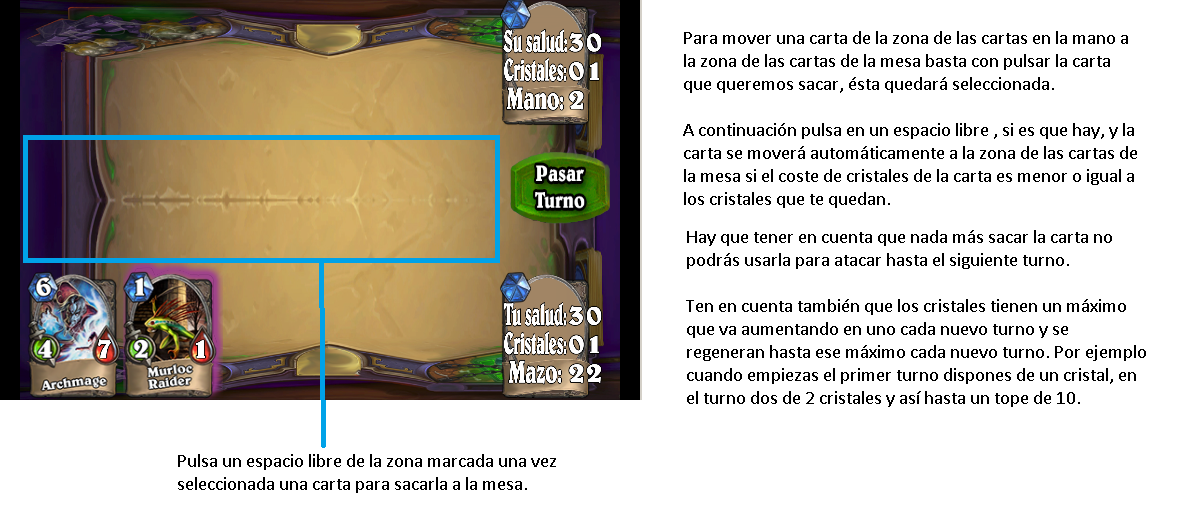 Su salud:30
Cristales:01
Mano: 2
Pasar
Turno
6
4
7
Archmage
1
2
1
Murloc
Raider
Tu salud:30
Cristales:01
Mazo: 22
Pulsa un espacio libre de la zona marcada una vez
seleccionada una carta para sacarla a la mesa.
Para mover una carta de la zona de las cartas en la mano a
la zona de las cartas de la mesa basta con pulsar la carta
que queremos sacar, ésta quedará seleccionada.
A continuación pulsa en un espacio libre , si es que hay, y la
carta se moverá automáticamente a la zona de las cartas de
la mesa si el coste de cristales de la carta es menor o igual a
los cristales que te quedan.
Hay que tener en cuenta que nada más sacar la carta no
podrás usarla para atacar hasta el siguiente turno.
Ten en cuenta también que los cristales tienen un máximo
que va aumentando en uno cada nuevo turno y se
regeneran hasta ese máximo cada nuevo turno. Por ejemplo
cuando empiezas el primer turno dispones de un cristal, en
el turno dos de 2 cristales y así hasta un tope de 10.